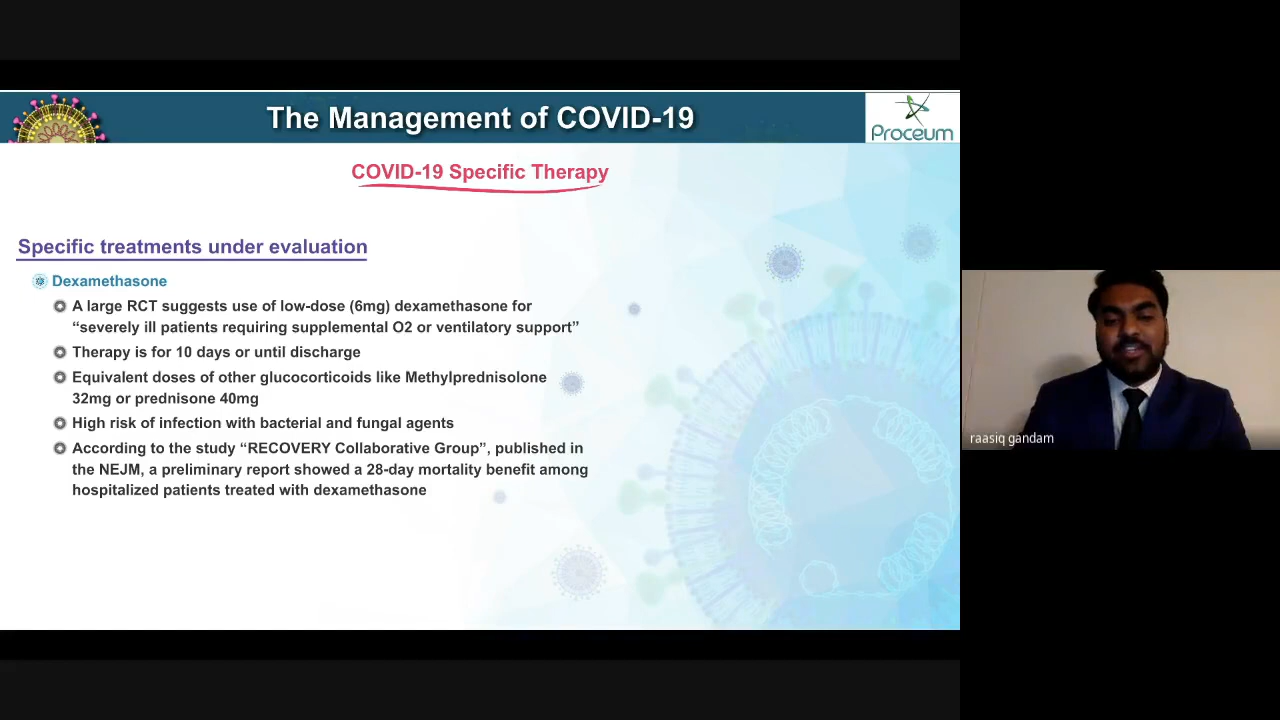 The Management of COVID-19
Proceum
COVID-19 Specific Therapy
Specific treatments under evaluation
Dexamethasone
A large RCT suggests use of low-dose (6mg) dexamethasone for
“severely ill patients requiring supplemental O2 or ventilatory support”
Therapy is for 10 days or until discharge
Equivalent doses of other glucocorticoids like Methylprednisolone
32mg or prednisone 40mg
High risk of infection with bacterial and fungal agents
According to the study “RECOVERY Collaborative Group”, published in
the NEJM, a preliminary report showed a 28-day mortality benefit among
hospitalized patients treated with dexamethasone
raasiq gandam